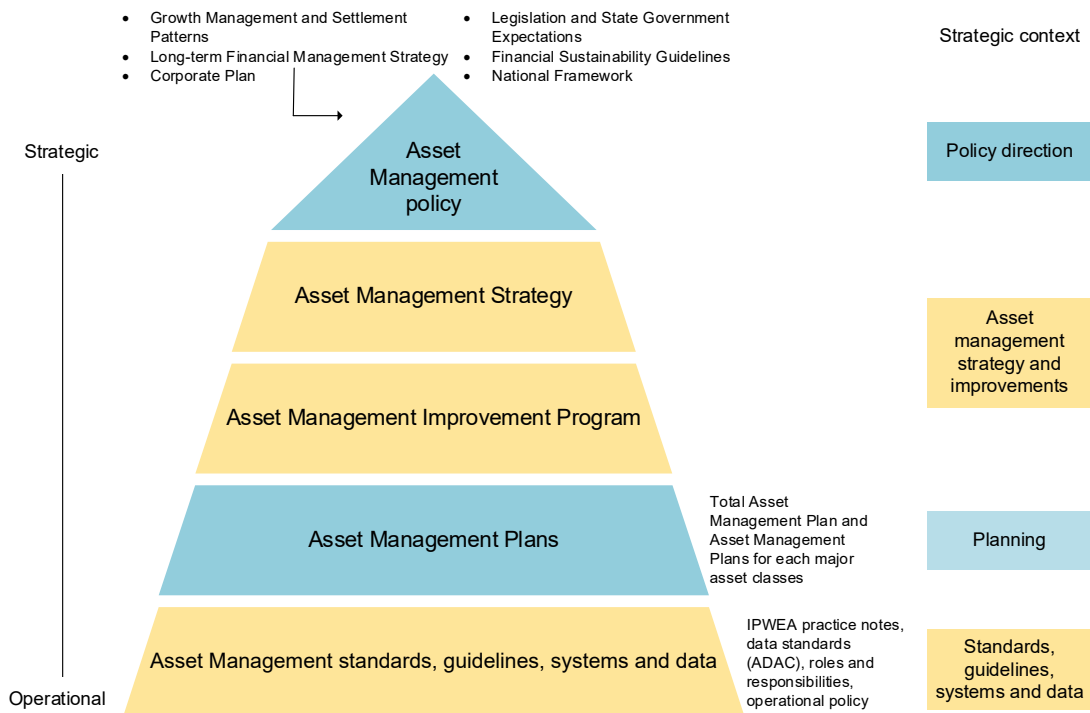 • Growth Management and Settlement
Patterns
• Long-term Financial Management Strategy
• Corporate Plan
• Legislation and State Government
Expectations
• Financial Sustainability Guidelines
• National Framework
Strategic context
Strategic
Asset
Management
policy
Policy direction
Asset Management Strategy
Asset
management
strategy and
improvements
Asset Management Improvement Program
Asset Management Plans
Total Asset
Management Plan and
Asset Management
Plans for each major
asset classes
Planning
Asset Management standards, guidelines, systems and data
IPWEA practice notes,
data standards
(ADAC), roles and
responsibilities,
operational policy
Standards,
guidelines,
systems and data
Operational